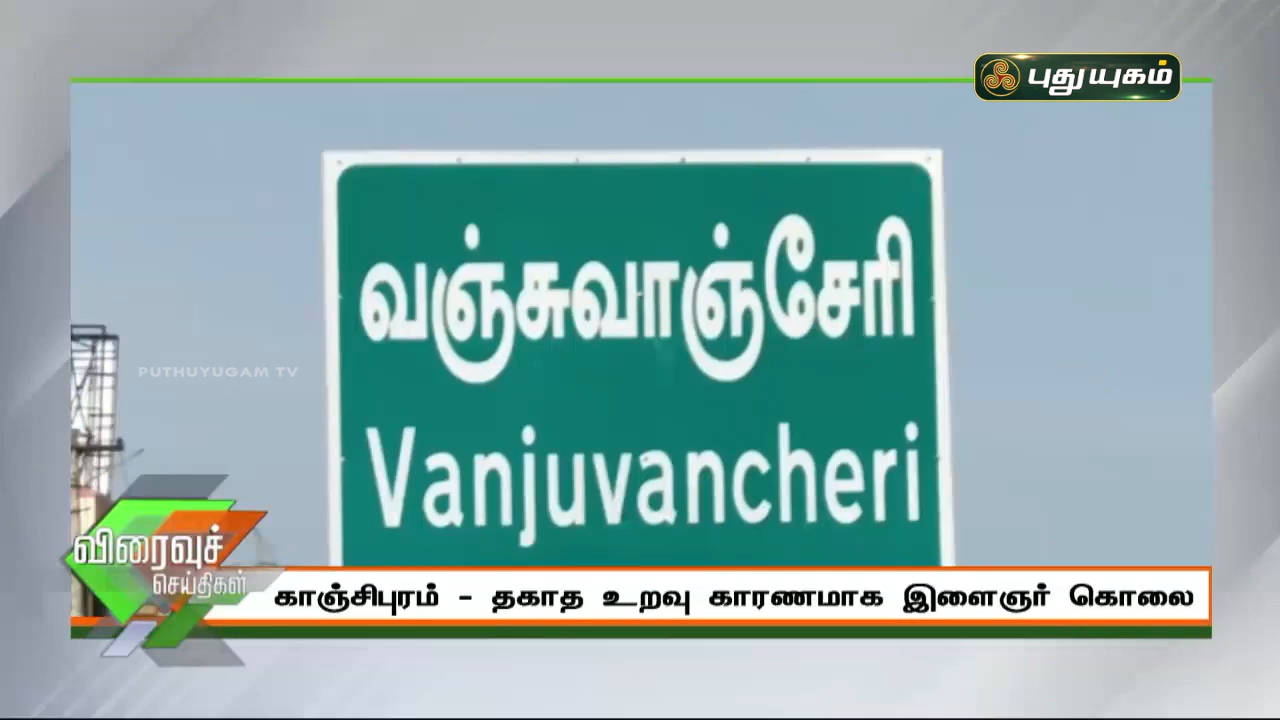 புதுயுகம்
வஞ்சுவாஞ்சேரி
PUTHUYUGAM TV
Vanjuvancheri
விரைவுச்
செய்திகள்
காஞ்சிபுரம் - தகாத உறவு காரணமாக இளைஞர் கொலை